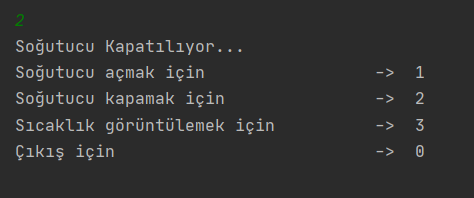 2
Soğutucu Kapatılıyor...
Soğutucu açmak için -> 1
Soğutucu kapamak için -> 2
Sıcaklık görüntülemek için -> 3
Çıkış için -> 0